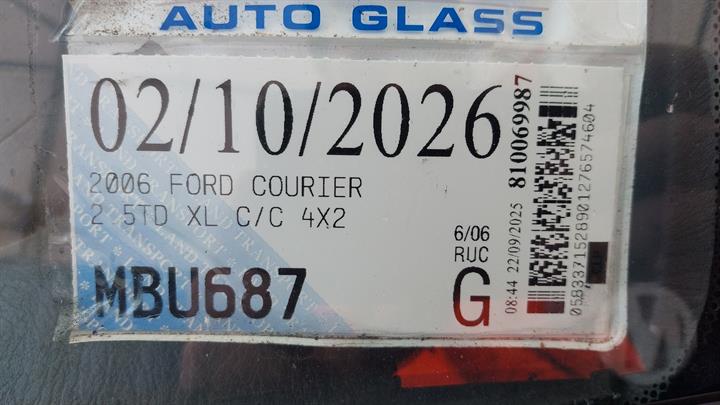 AUTO GLASS
02/10/2026
2006 FORD COURIER
2.5TD XL C/C 4X2
6/06
RUC
MBU687
G
08:44 22/09/2025 810069987
0583371528901276574604